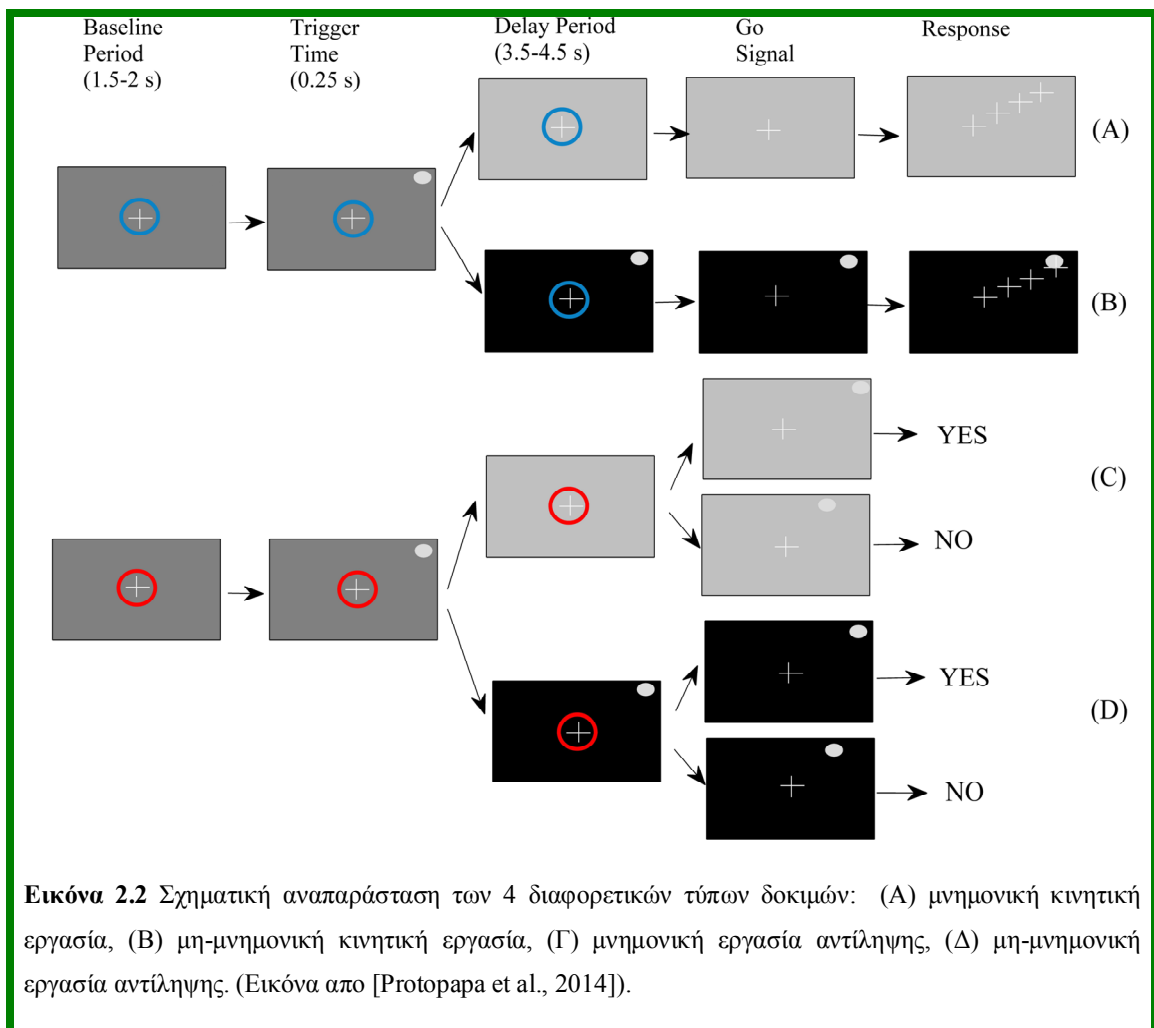 Baseline Period (1.5-2 s)
Trigger Time (0.25 s)
Delay Period (3.5-4.5 s)
Go Signal
Response
(A)
(B)
YES
(C)
NO
YES
(D)
NO
Εικόνα 2.2 Σχηματική αναπαράσταση των 4 διαφορετικών τύπων δοκιμών: (Α) μνημονική κινητική
εργασία, (Β) μη-μνημονική κινητική εργασία, (Γ) μνημονική εργασία αντίληψης, (Δ) μη-μνημονική
εργασία αντίληψης. (Εικόνα απο [Protopapa et al., 2014]).